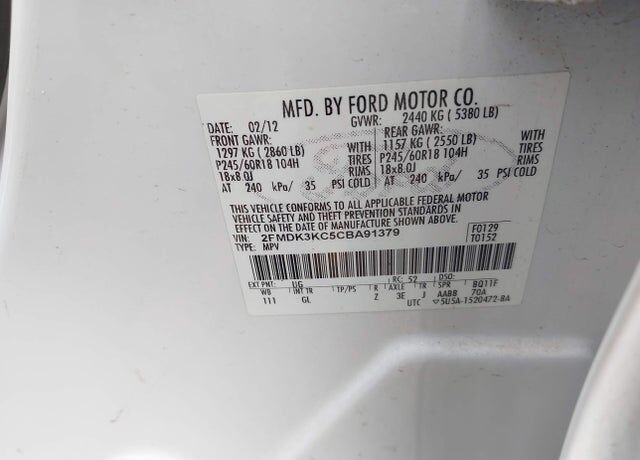 MFD. BY FORD MOTOR CO.
DATE: 02/12 GVWR: 2440 KG ( 5380 LB)
FRONT GAWR: REAR GAWR:
1297 KG ( 2860 LB) WITH 1157 KG ( 2550 LB) WITH
P245/60R18 104H TIRES P245/60R18 104H TIRES
18x8.0J RIMS 18x8.0J RIMS
AT 240 kPa/ 35 PSI COLD AT 240 kPa/ 35 PSI COLD
THIS VEHICLE CONFORMS TO ALL APPLICABLE FEDERAL MOTOR
VEHICLE SAFETY AND THEFT PREVENTION STANDARDS IN
EFFECT ON THE DATE OF MANUFACTURE SHOWN ABOVE.
VIN: 2FMDK3KC5CBA91379 F0129
TYPE: MPV T0152
EXT PNT: UG RC: 52 DSO:
WB INT TR TP/PS R AXLE TR SPR BQ11F
111 GL Z 3E J AABB 70A
UTC ▽5U5A-1520472-BA